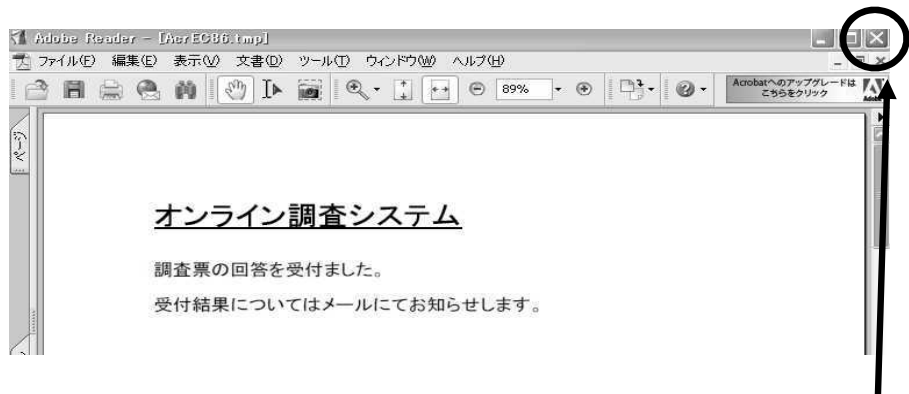 Adobe Reader - [AcrEC86.tmp]
ファイル(F) 編集(E) 表示(V) 文書(D) ツール(T) ウィンドウ(W) ヘルプ(H)
89%
Acrobatへのアップグレードは
こちらをクリック
Adobe
ページ
オンライン調査システム
調査票の回答を受付ました。
受付結果についてはメールにてお知らせします。